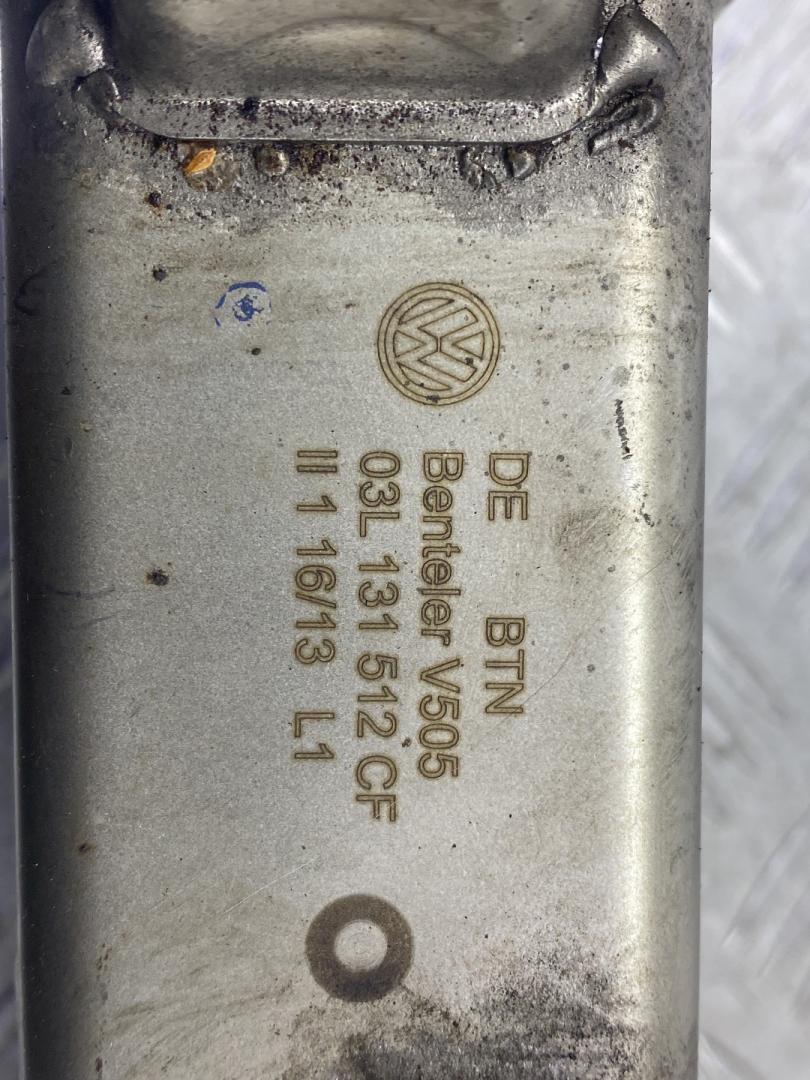 DE BTN
Benteler V505
03L 131 512 CF
II 1 16/13 L1